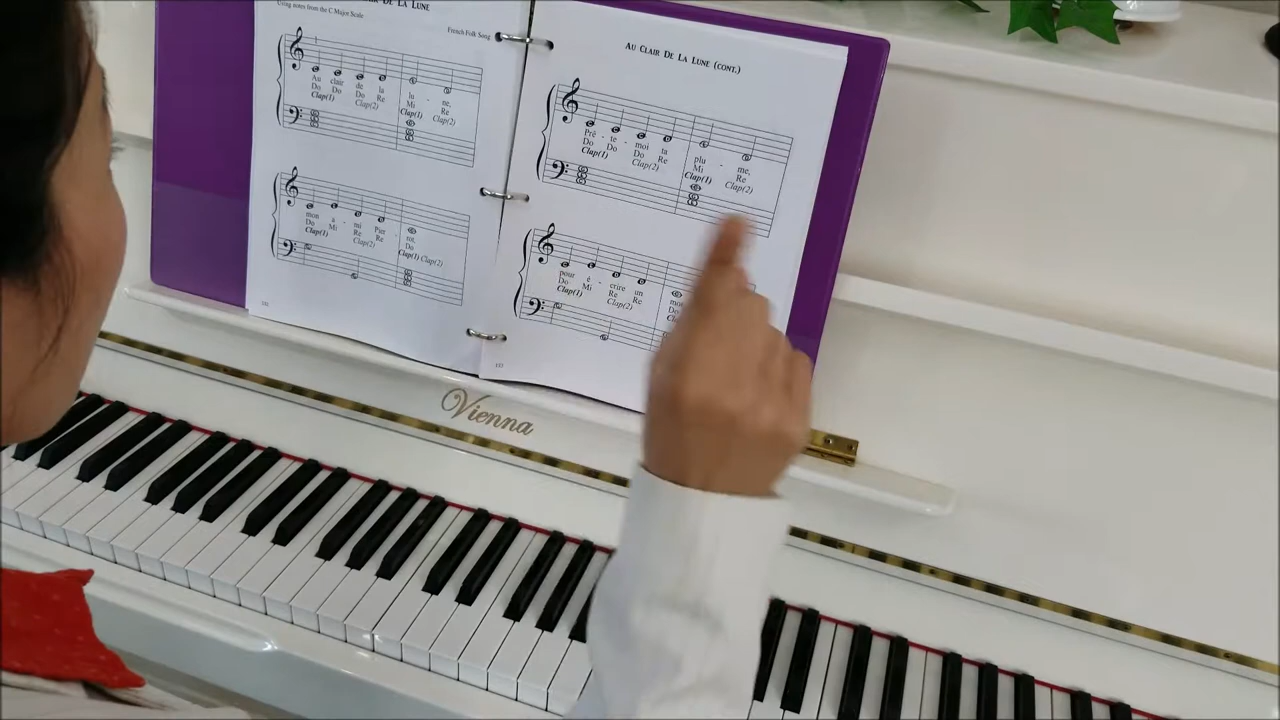 AU CLAIR DE LA LUNE
Using notes from the C Major Scale
French Folk Song
Au clair de la lu - ne,
Do Do Do Re Mi Re
Clap(1) Clap(2) Clap(1) Clap(2)
mon a - mi Pier - rot,
Do Mi Re Re Do
Clap(1) Clap(2) Clap(1) Clap(2)
AU CLAIR DE LA LUNE (CONT.)
Prê - te - moi ta plu - me,
Do Do Do Re Mi Re
Clap(1) Clap(2) Clap(1) Clap(2)
pour é - crire un
Do Mi Re Re
Clap(1) Clap(2)
Vienna